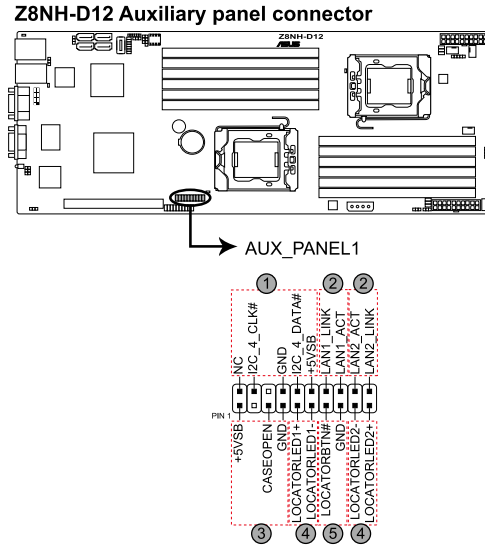 Z8NH-D12 Auxiliary panel connector
Z8NH-D12
ASUS
AUX_PANEL1
1
2
2
NC
I2C_4_CLK#
GND
I2C_4_DATA#
+5VSB
LAN1_LINK
LAN1_ACT
LAN2_ACT
LAN2_LINK
PIN 1
+5VSB
CASEOPEN
GND
LOCATORLED1+
LOCATORLED1-
LOCATORBTN#
GND
LOCATORLED2-
LOCATORLED2+
3
4
5
4